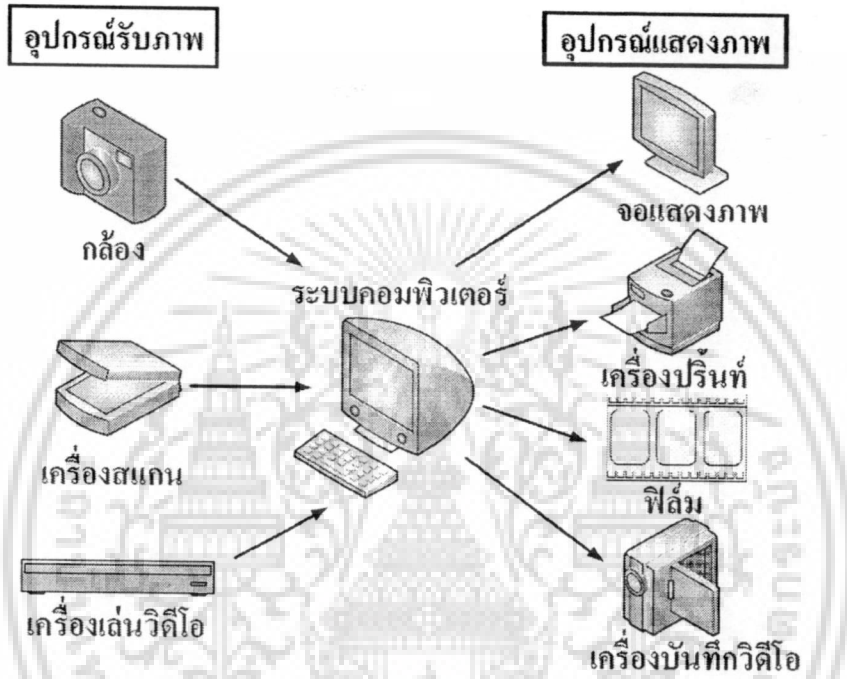 อุปกรณ์รับภาพ
อุปกรณ์แสดงภาพ
กล้อง
จอแสดงภาพ
ระบบคอมพิวเตอร์
เครื่องปริ้นท์
เครื่องสแกน
ฟิล์ม
เครื่องเล่นวิดีโอ
เครื่องบันทึกวิดีโอ